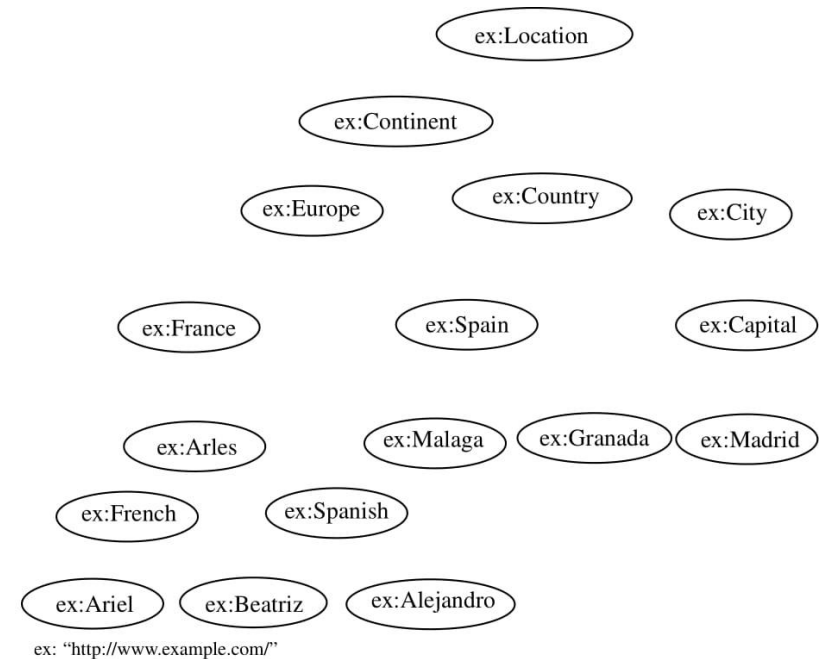 ex:Location
ex:Continent
ex:Europe
ex:Country
ex:City
ex:France
ex:Spain
ex:Capital
ex:Arles
ex:Malaga
ex:Granada
ex:Madrid
ex:French
ex:Spanish
ex:Ariel
ex:Beatriz
ex:Alejandro
ex: “http://www.example.com/”